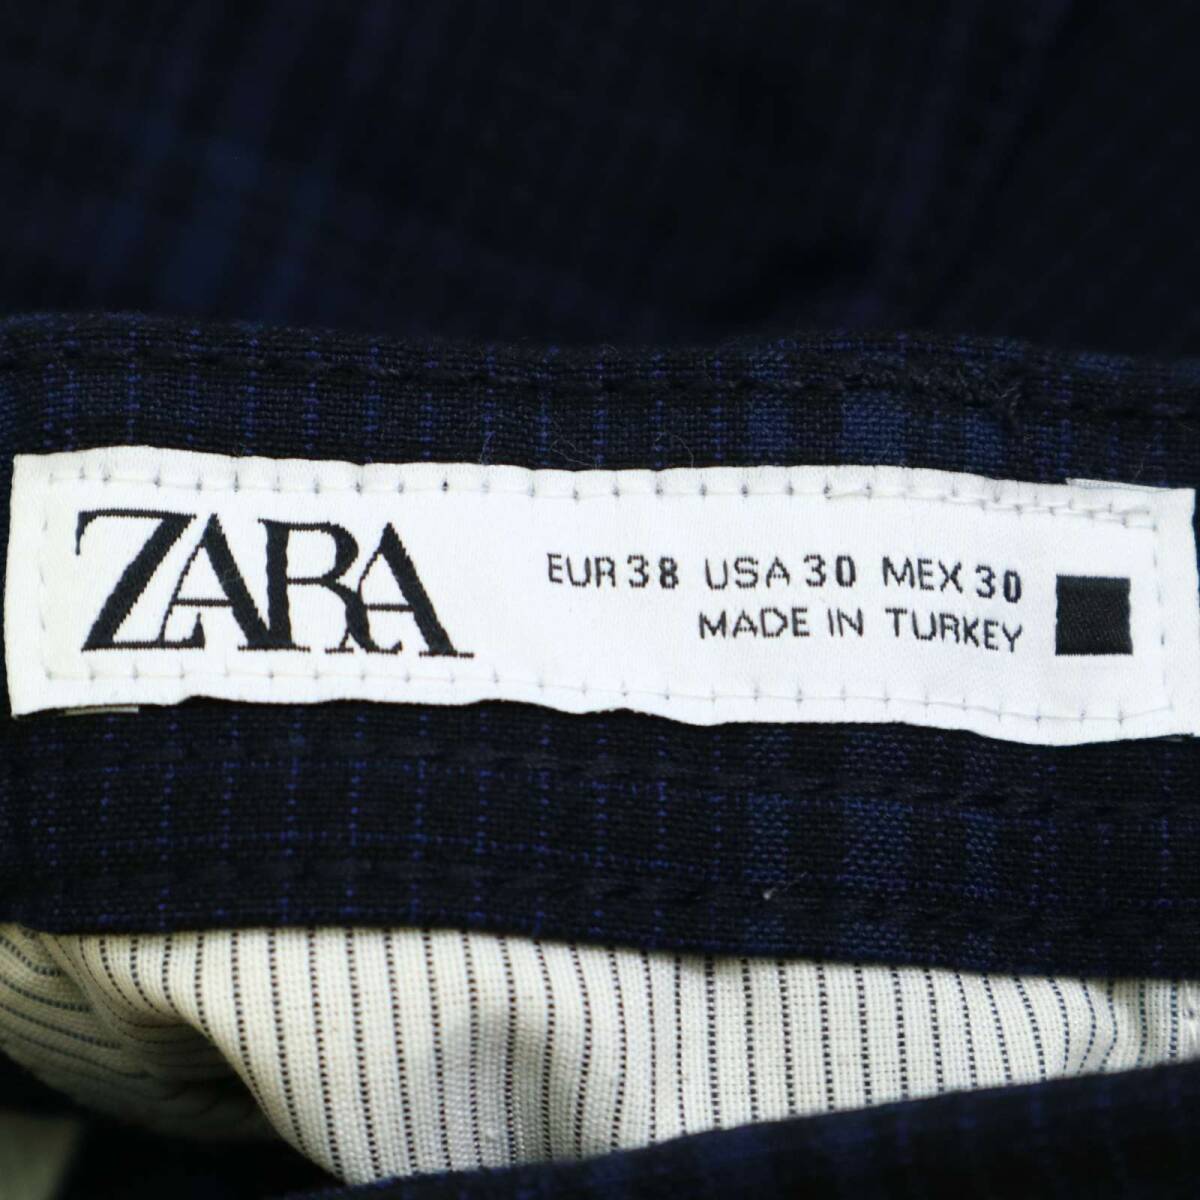 ZARA
EUR 38 USA 30 MEX 30
MADE IN TURKEY